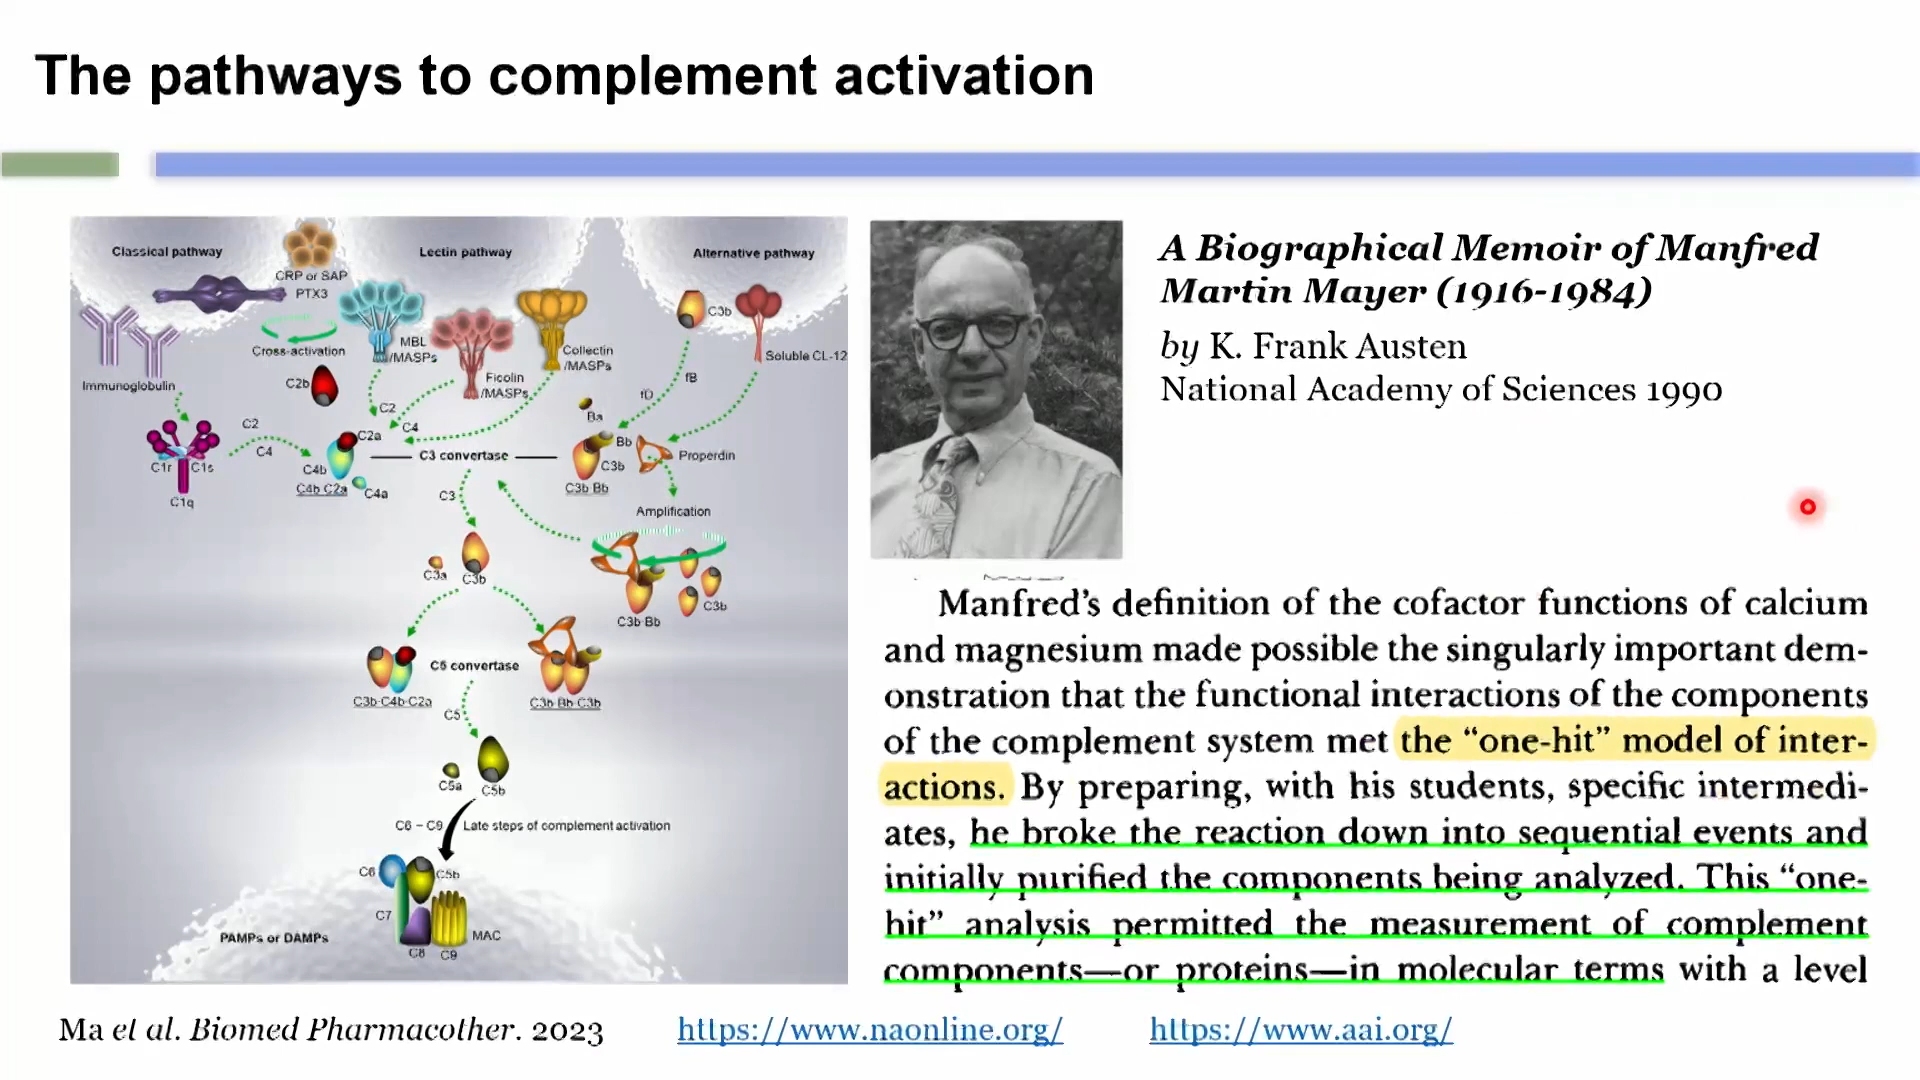 The pathways to complement activation
Classical pathway
CRP or SAP
PTX3
Lectin pathway
Alternative pathway
Cross-activation
Immunoglobulin
MBL
/MASPs
Ficolin
/MASPs
Collectin
/MASPs
C3b
Soluble CL-12
C2b
C2
C4
fB
fD
Ba
C2
C4
C1r
C1s
C1q
C2a
C4b
C4b C2a
C4a
C3 convertase
Bb
C3b
C3b Bb
Properdin
C3
Amplification
C3a
C3b
C3b
C3b·Bb
C5 convertase
C3b·C4b·C2a
C3b·Bb·C3b
C5
C5a
C5b
C6 – C9
Late steps of complement activation
C6
C5b
C7
C8
C9
MAC
PAMPs or DAMPs
A Biographical Memoir of Manfred
Martin Mayer (1916-1984)
by K. Frank Austen
National Academy of Sciences 1990
Manfred's definition of the cofactor functions of calcium
and magnesium made possible the singularly important dem-
onstration that the functional interactions of the components
of the complement system met the “one-hit” model of inter-
actions. By preparing, with his students, specific intermedi-
ates, he broke the reaction down into sequential events and
initially purified the components being analyzed. This “one-
hit” analysis permitted the measurement of complement
components—or proteins—in molecular terms with a level
Ma et al. Biomed Pharmacother. 2023
https://www.naonline.org/
https://www.aai.org/